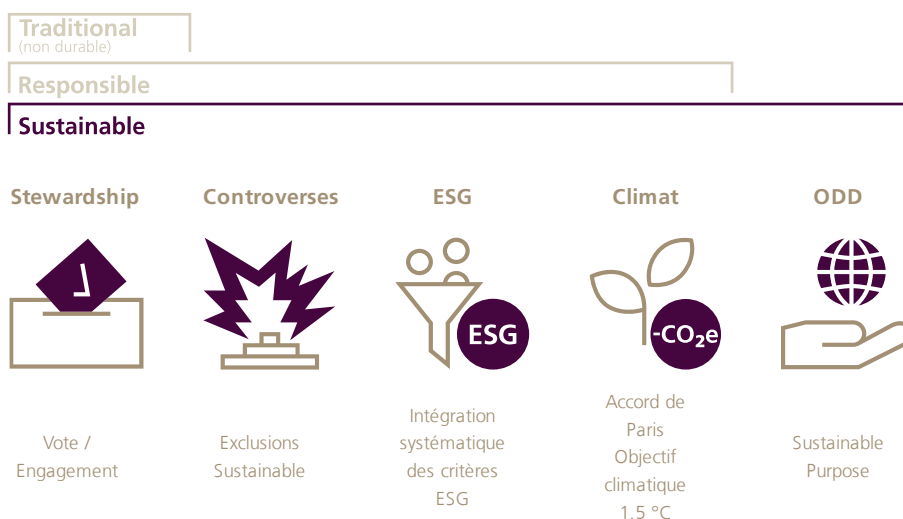 Traditional
(non durable)
Responsible
Sustainable
Stewardship
Controverses
ESG
Climat
ODD
ESG
-CO₂e
Vote /
Engagement
Exclusions
Sustainable
Intégration
systématique
des critères
ESG
Accord de
Paris
Objectif
climatique
1,5 °C
Sustainable
Purpose